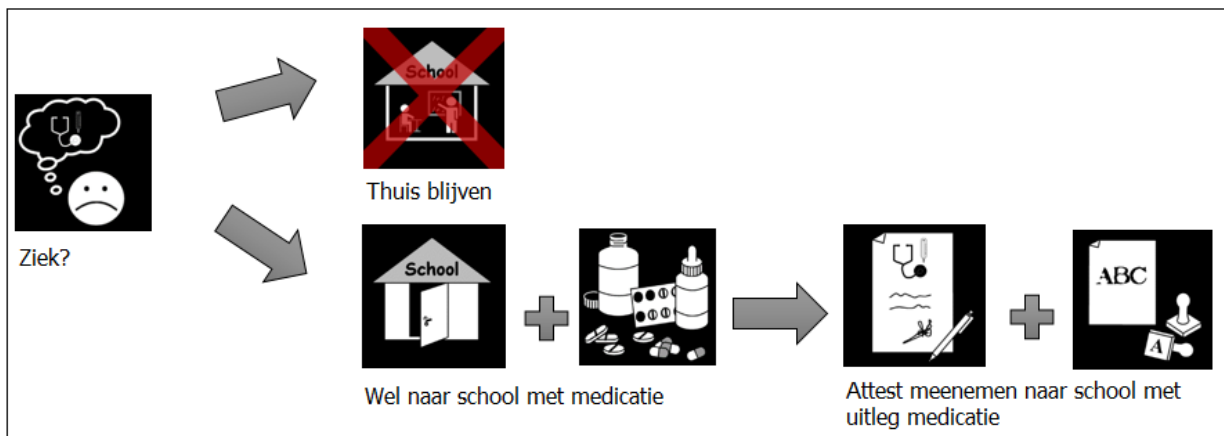 School
Thuis blijven
Ziek?
School
Wel naar school met medicatie
ABC
A
Attest meenemen naar school met
uitleg medicatie